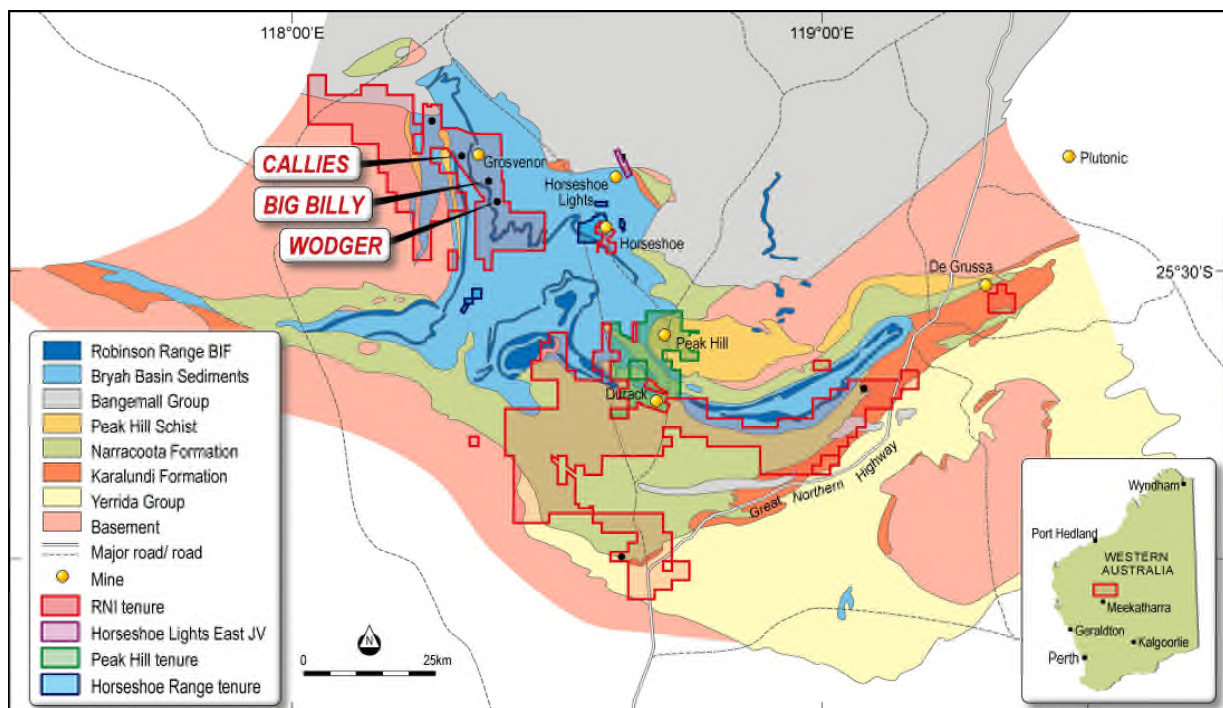 118°00'E
119°00'E
CALLIES
Grosvenor
BIG BILLY
WODGER
Horseshoe
Lights
Horseshoe
Plutonic
De Grussa
25°30'S
Peak Hill
Durack
Great Northern Highway
Robinson Range BIF
Bryah Basin Sediments
Bangemall Group
Peak Hill Schist
Narracoota Formation
Karalundi Formation
Yerrida Group
Basement
Major road/ road
Mine
RNI tenure
Horseshoe Lights East JV
Peak Hill tenure
Horseshoe Range tenure
N
0 25km
Wyndham
Port Hedland
WESTERN
AUSTRALIA
Meekatharra
Geraldton
Kalgoorlie
Perth